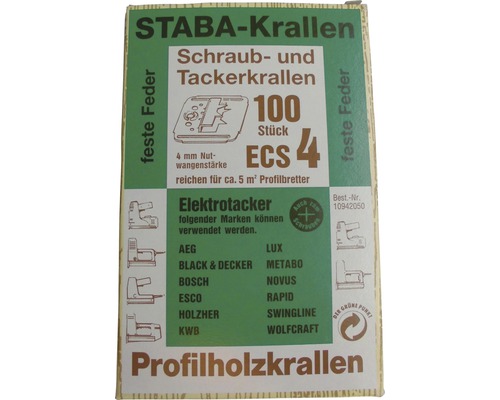 STABA-Krallen
feste Feder
Schraub- und
Tackerkrallen
100
Stück
ECS 4
4 mm Nut-
wangenstärke
reichen für ca. 5 m² Profilbretter
feste Feder
Elektrotacker
folgender Marken können
verwendet werden.
AEG
BLACK & DECKER
BOSCH
ESCO
HOLZHER
KWB
LUX
METABO
NOVUS
RAPID
SWINGLINE
WOLFCRAFT
Best.-Nr.
10942050
DER GRÜNE PUNKT
Profilholzkrallen